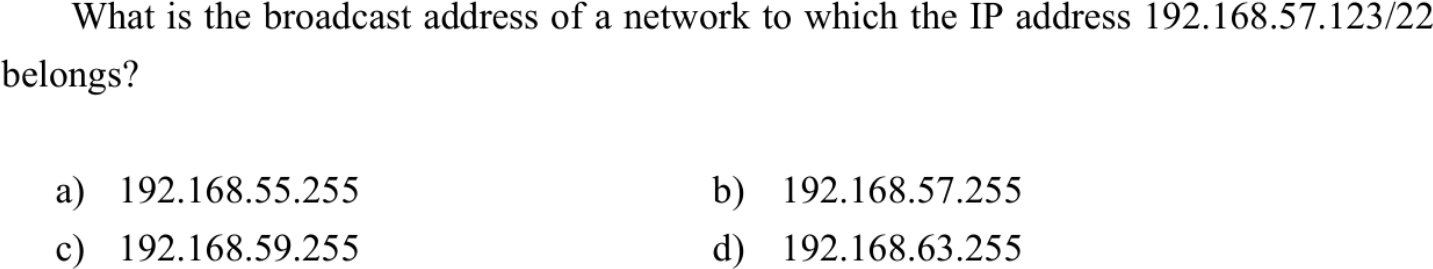 What is the broadcast address of a network to which the IP address 192.168.57.123/22
belongs?
a) 192.168.55.255 b) 192.168.57.255
c) 192.168.59.255 d) 192.168.63.255